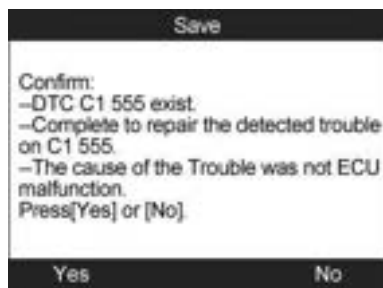 Save
Confirm:
-DTC C1 555 exist.
-Complete to repair the detected trouble
on C1 555.
-The cause of the Trouble was not ECU
malfunction.
Press[Yes] or [No].
Yes No